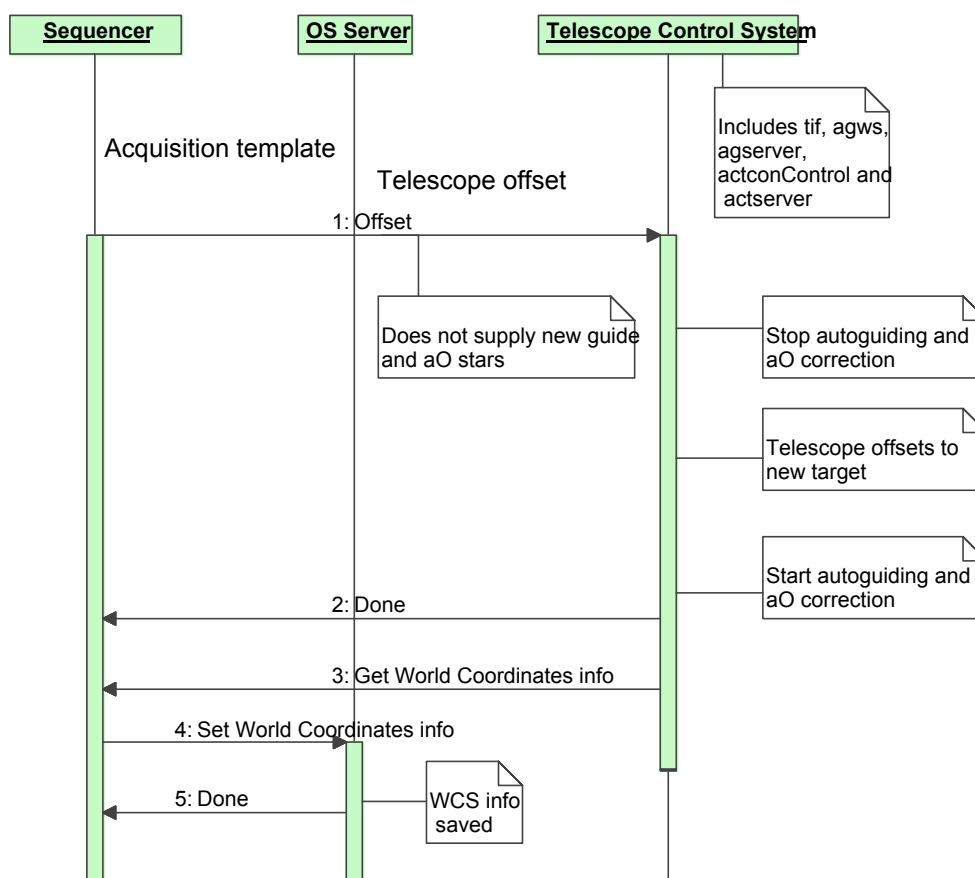 Sequencer
OS Server
Telescope Control System
Includes tif, agws,
agserver,
actconControl and
actserver
Acquisition template
Telescope offset
1: Offset
Does not supply new guide
and aO stars
Stop autoguiding and
aO correction
Telescope offsets to
new target
Start autoguiding and
aO correction
2: Done
3: Get World Coordinates info
4: Set World Coordinates info
5: Done
WCS info
saved